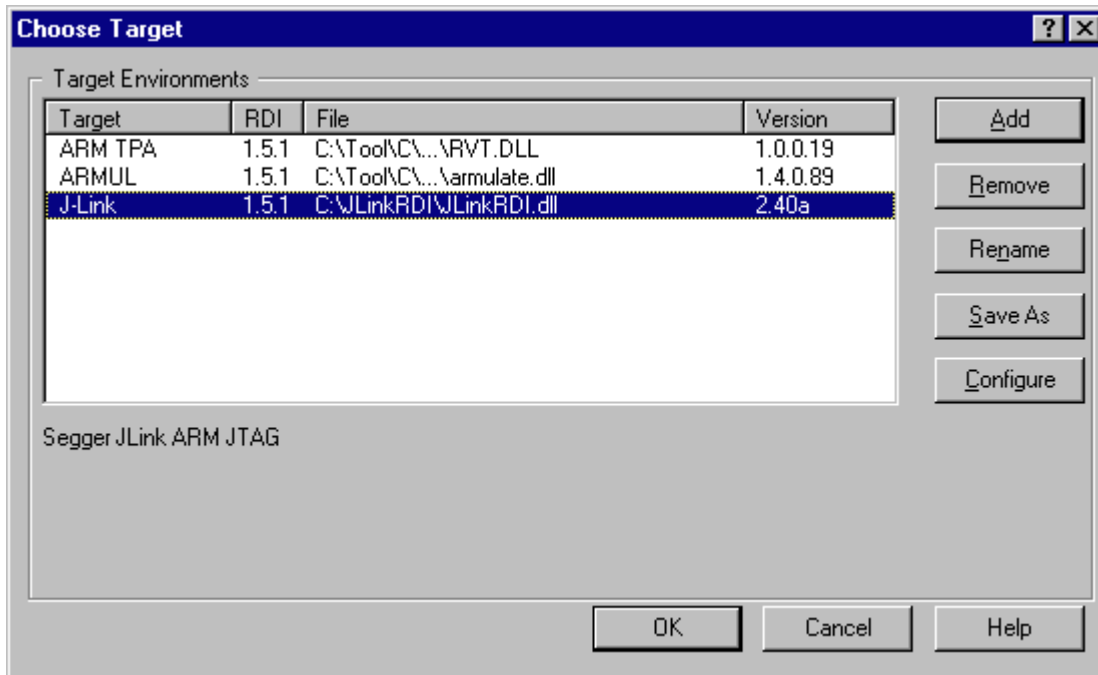 Choose Target
Target Environments
Target RDI File Version
ARM TPA 1.5.1 C:\Tool\C\...\RVT.DLL 1.0.0.19
ARMUL 1.5.1 C:\Tool\C\...\armulate.dll 1.4.0.89
J-Link 1.5.1 C:\JLinkRDI\JLinkRDI.dll 2.40a
Add
Remove
Rename
Save As
Configure
Segger JLink ARM JTAG
OK Cancel Help